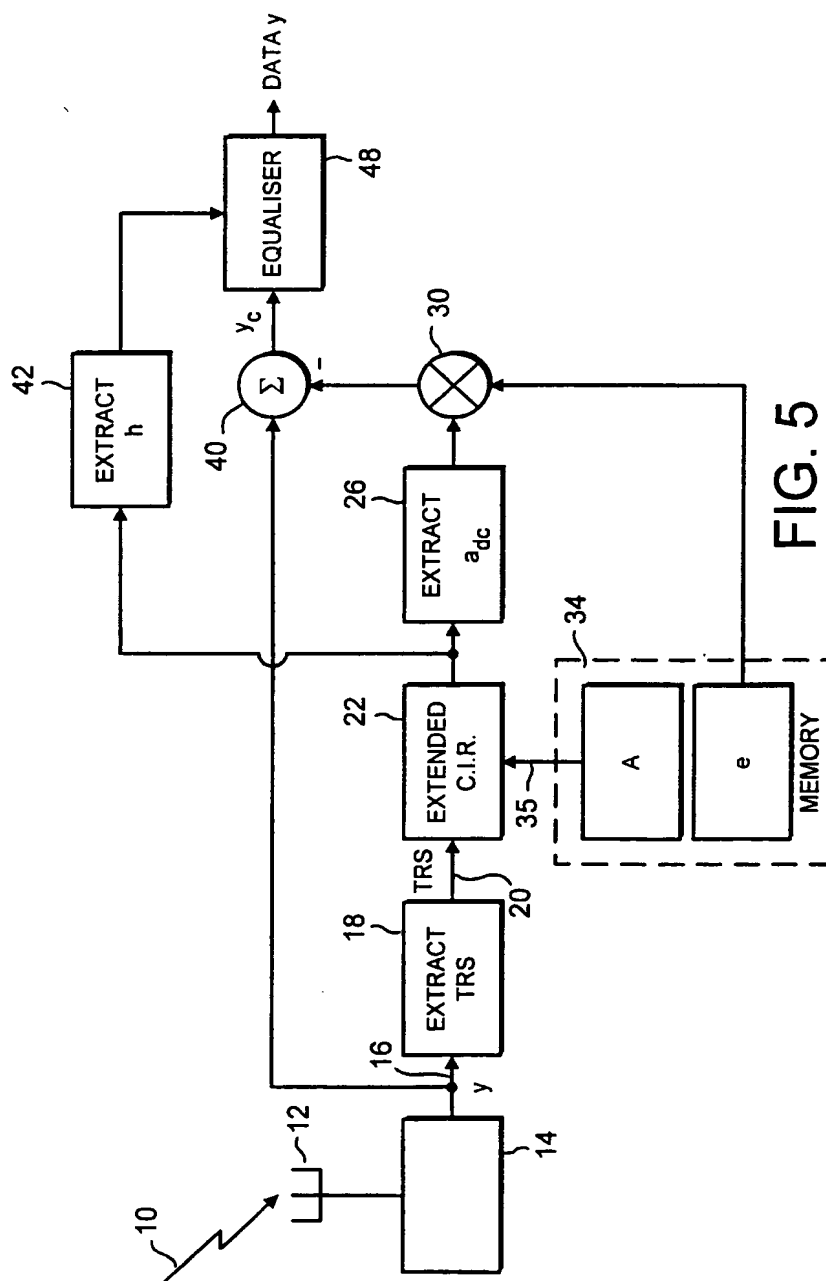 10
12
14
y
16
EXTRACT
TRS
18
TRS
20
EXTENDED
C.I.R.
22
35
A
e
MEMORY
34
EXTRACT
a_dc
26
30
-
Σ
40
y_c
EXTRACT
h
42
EQUALISER
48
DATA y
FIG. 5